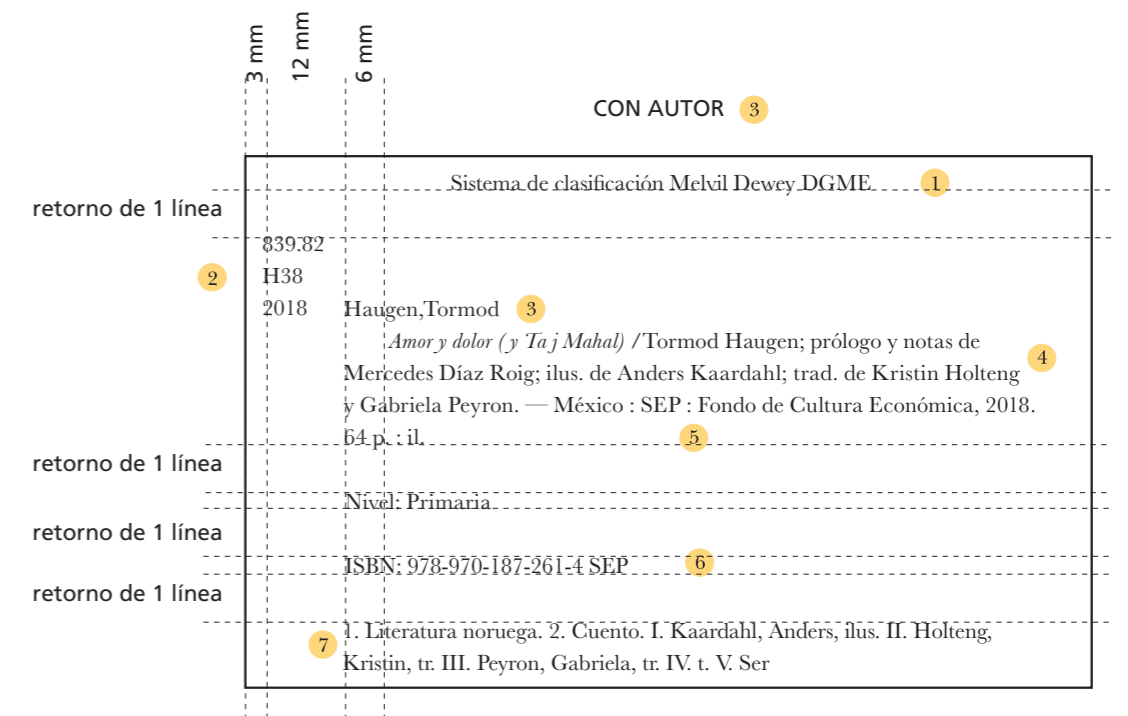 3 mm
12 mm
6 mm
CON AUTOR 3
Sistema de clasificación Melvil Dewey DGME 1
retorno de 1 línea
839.82
2 H38
2018 Haugen,Tormod 3
Amor y dolor ( y Ta j Mahal) /Tormod Haugen; prólogo y notas de 4
Mercedes Díaz Roig; ilus. de Anders Kaardahl; trad. de Kristin Holteng
y Gabriela Peyron. — México : SEP : Fondo de Cultura Económica, 2018.
64 p. : il. 5
retorno de 1 línea
Nivel: Primaria
retorno de 1 línea
ISBN: 978-970-187-261-4 SEP 6
retorno de 1 línea
7 1. Literatura noruega. 2. Cuento. I. Kaardahl, Anders, ilus. II. Holteng,
Kristin, tr. III. Peyron, Gabriela, tr. IV. t. V. Ser